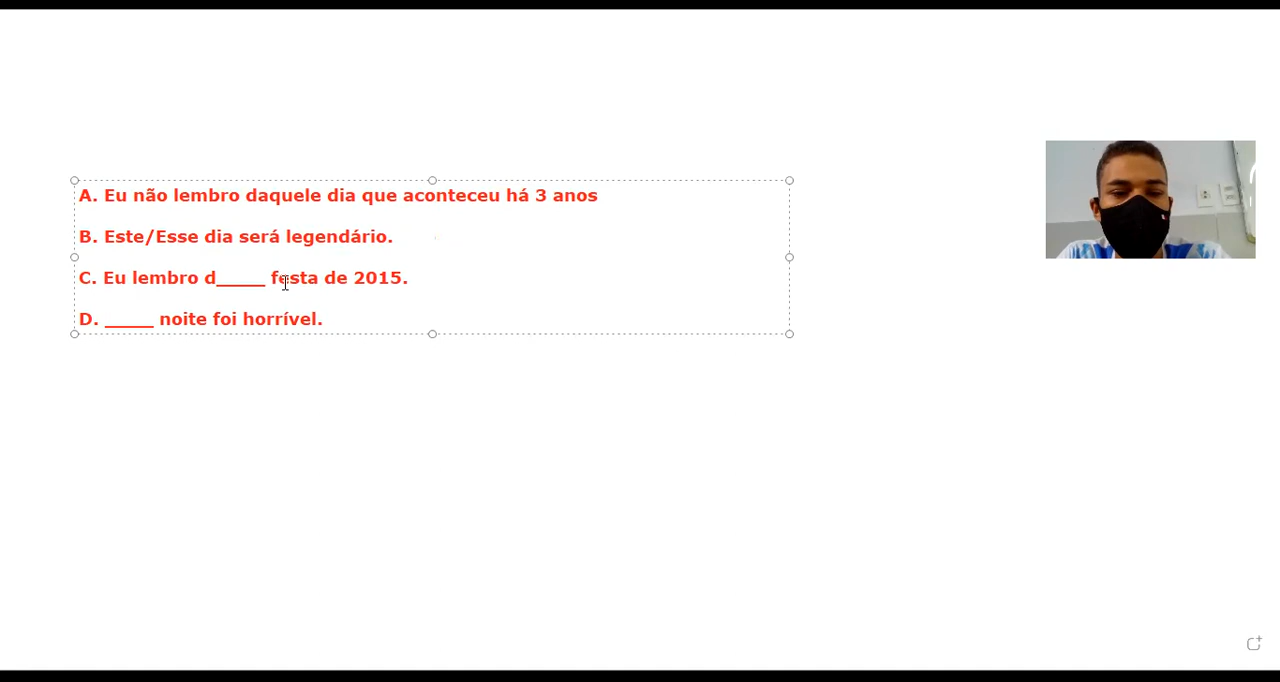 A. Eu não lembro daquele dia que aconteceu há 3 anos
B. Este/Esse dia será legendário.
C. Eu lembro d_____ festa de 2015.
D. _____ noite foi horrível.